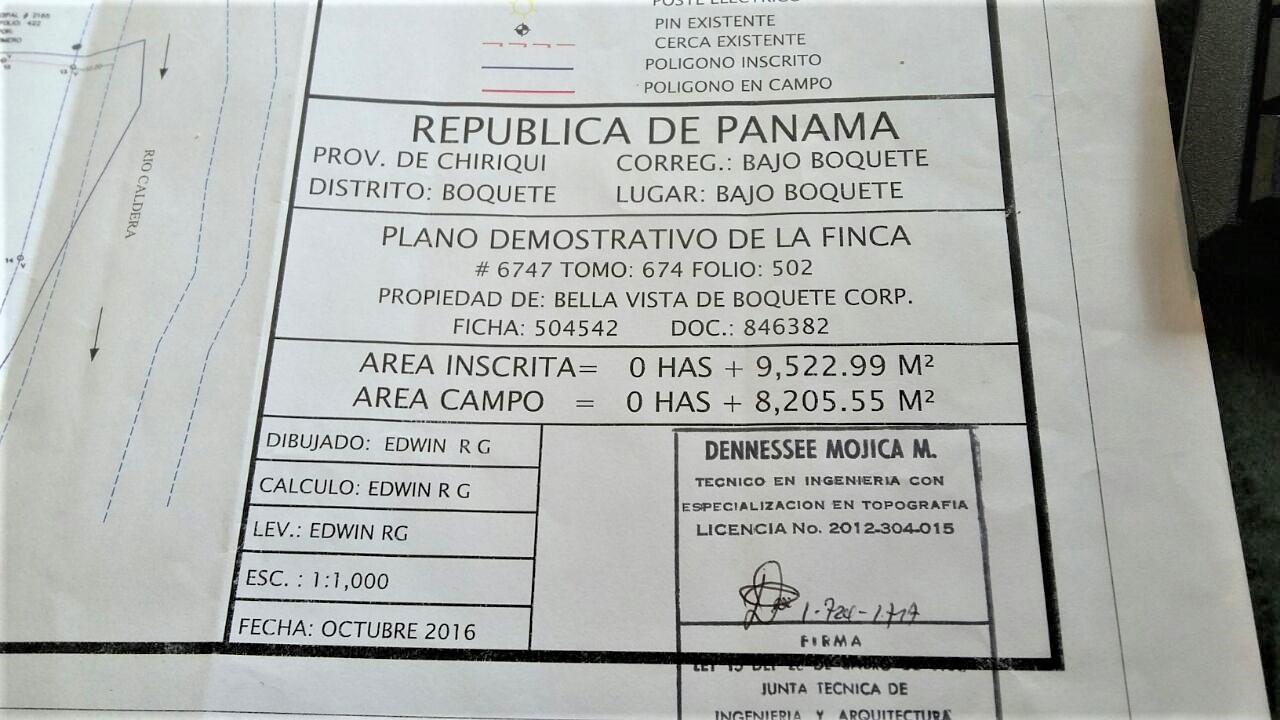 POSTE ELECTRICO
PIN EXISTENTE
CERCA EXISTENTE
POLIGONO INSCRITO
POLIGONO EN CAMPO
REPUBLICA DE PANAMA
PROV. DE CHIRIQUI CORREG.: BAJO BOQUETE
DISTRITO: BOQUETE LUGAR: BAJO BOQUETE
PLANO DEMOSTRATIVO DE LA FINCA
# 6747 TOMO: 674 FOLIO: 502
PROPIEDAD DE: BELLA VISTA DE BOQUETE CORP.
FICHA: 504542 DOC.: 846382
AREA INSCRITA= 0 HAS + 9,522.99 M²
AREA CAMPO = 0 HAS + 8,205.55 M²
DIBUJADO: EDWIN R G
CALCULO: EDWIN R G
LEV.: EDWIN RG
ESC. : 1:1,000
FECHA: OCTUBRE 2016
DENNESSEE MOJICA M.
TECNICO EN INGENIERIA CON
ESPECIALIZACION EN TOPOGRAFIA
LICENCIA No. 2012-304-015
FIRMA
JUNTA TECNICA DE
INGENIERIA Y ARQUITECTURA
RIO CALDERA
14